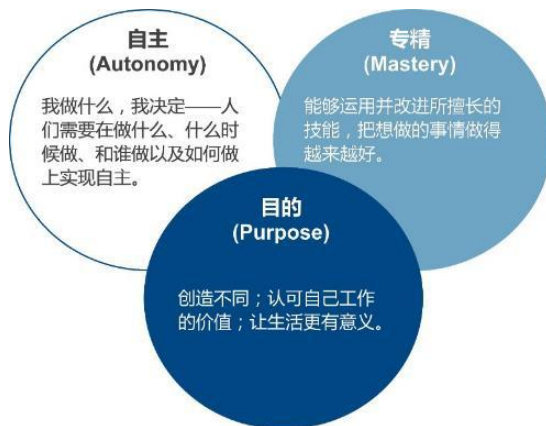 自主
(Autonomy)
我做什么，我决定——人
们需要在做什么、什么时
候做、和谁做以及如何做
上实现自主。
专精
(Mastery)
能够运用并改进所擅长的
技能，把想做的事情做得
越来越好。
目的
(Purpose)
创造不同；认可自己工作
的价值；让生活更有意义。